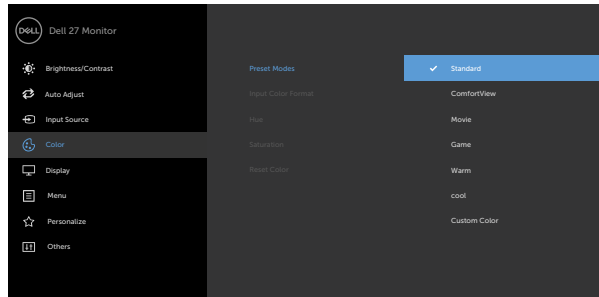 DELL Dell 27 Monitor
Brightness/Contrast Preset Modes Standard
Auto Adjust Input Color Format ComfortView
Input Source Hue Movie
Color Saturation Game
Display Reset Color Warm
Menu cool
Personalize Custom Color
Others